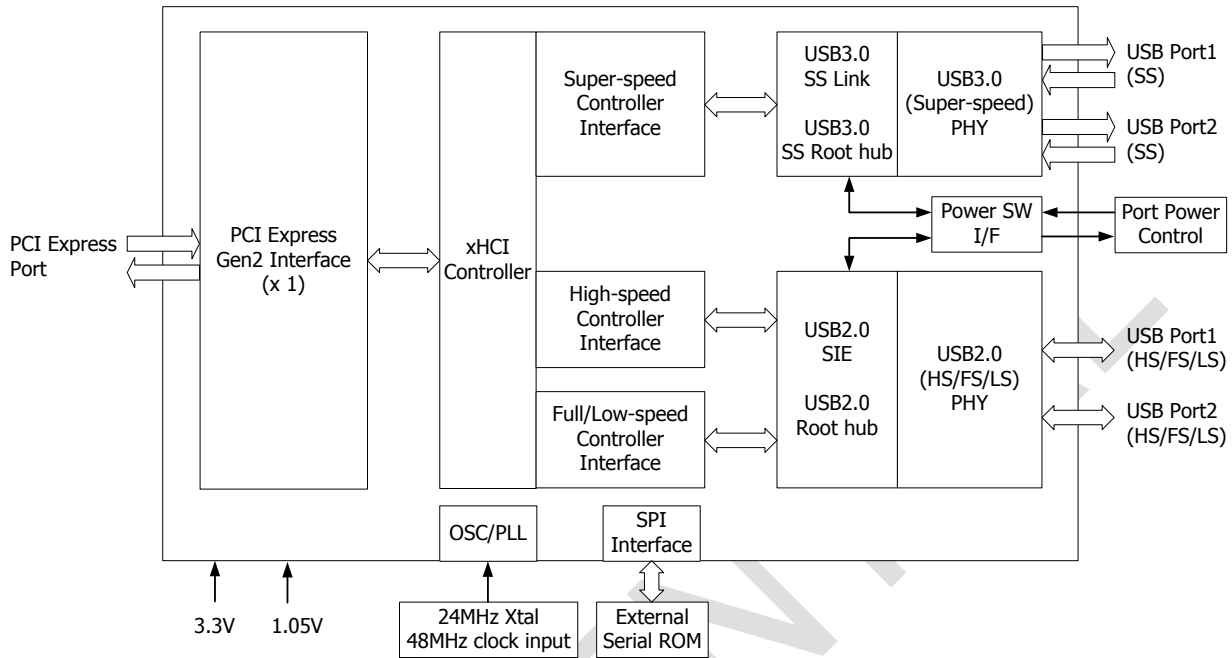 PCI Express
Port
PCI Express
Gen2 Interface
(x 1)
xHCI
Controller
Super-speed
Controller
Interface
High-speed
Controller
Interface
Full/Low-speed
Controller
Interface
USB3.0
SS Link
USB3.0
SS Root hub
USB3.0
(Super-speed)
PHY
USB Port1
(SS)
USB Port2
(SS)
Power SW
I/F
Port Power
Control
USB2.0
SIE
USB2.0
Root hub
USB2.0
(HS/FS/LS)
PHY
USB Port1
(HS/FS/LS)
USB Port2
(HS/FS/LS)
OSC/PLL
SPI
Interface
3.3V
1.05V
24MHz Xtal
48MHz clock input
External
Serial ROM